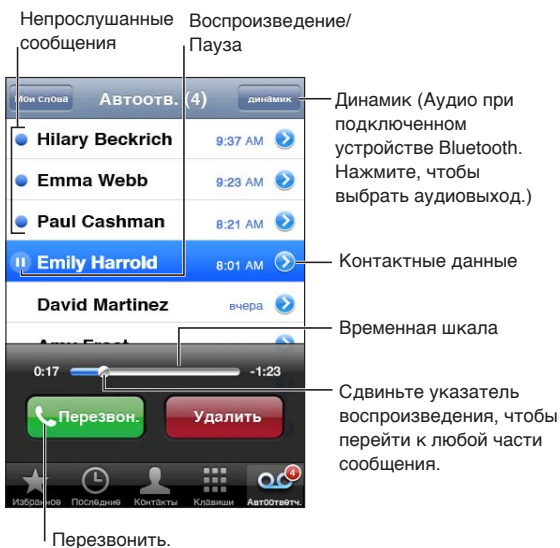 Непрослушанные
сообщения
Воспроизведение/
Пауза
Мои слова
Автоотв. (4)
динамик
Hilary Beckrich
9:37 AM
Emma Webb
9:23 AM
Paul Cashman
8:21 AM
Emily Harrold
8:01 AM
David Martinez
вчера
Amy Frost
0:17
-1:23
Перезвон.
Удалить
4
Избранное
Последние
Контакты
Клавиши
Автоответч.
Динамик (Аудио при
подключенном
устройстве Bluetooth.
Нажмите, чтобы
выбрать аудиовыход.)
Контактные данные
Временная шкала
Сдвиньте указатель
воспроизведения, чтобы
перейти к любой части
сообщения.
Перезвонить.